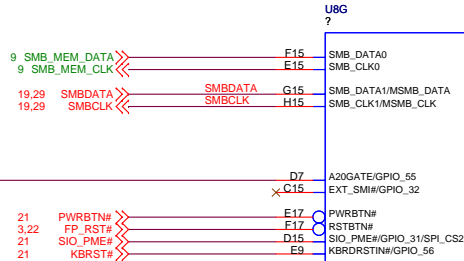 U8G
?
9 SMB_MEM_DATA F15 SMB_DATA0
9 SMB_MEM_CLK E15 SMB_CLK0
19,29 SMBDATA SMBDATA G15 SMB_DATA1/MSMB_DATA
19,29 SMBCLK SMBCLK H15 SMB_CLK1/MSMB_CLK
D7 A20GATE/GPIO_55
C15 EXT_SMI#/GPIO_32
21 PWRBTN# E17 PWRBTN#
3,22 FP_RST# F17 RSTBTN#
21 SIO_PME# D15 SIO_PME#/GPIO_31/SPI_CS2
21 KBRST# E9 KBRDRSTIN#/GPIO_56